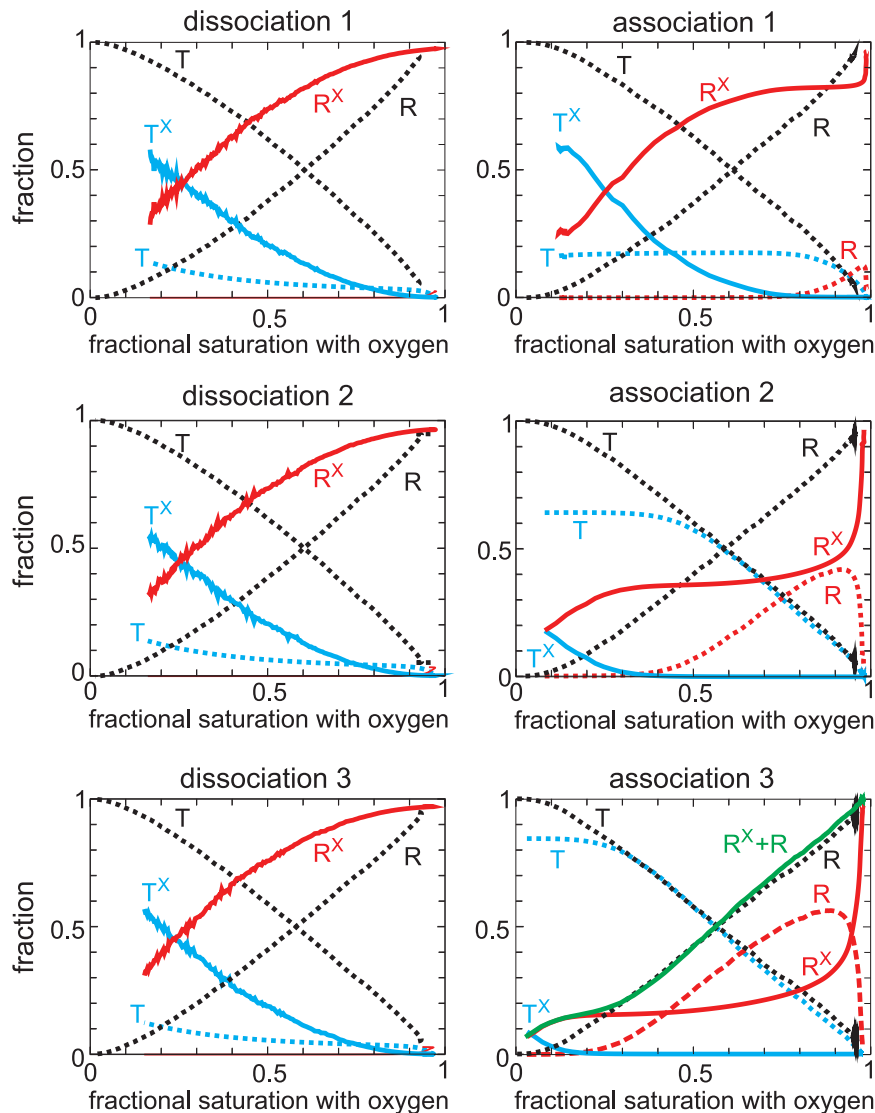 dissociation 1
1
T
T^X
R^X
R
0.5
fraction
T
0
0
0.5
1
fractional saturation with oxygen
association 1
1
T
T^X
R^X
R
0.5
T
R
0
0
0.5
1
fractional saturation with oxygen
dissociation 2
1
T
T^X
R^X
R
0.5
fraction
T
0
0
0.5
1
fractional saturation with oxygen
association 2
1
T
R
T
0.5
R^X
R
T^X
0
0
0.5
1
fractional saturation with oxygen
dissociation 3
1
T
R^X
R
T^X
0.5
fraction
T
0
0
0.5
1
fractional saturation with oxygen
association 3
1
T
R^X+R
R
T
R
0.5
R^X
T^X
0
0
0.5
1
fractional saturation with oxygen